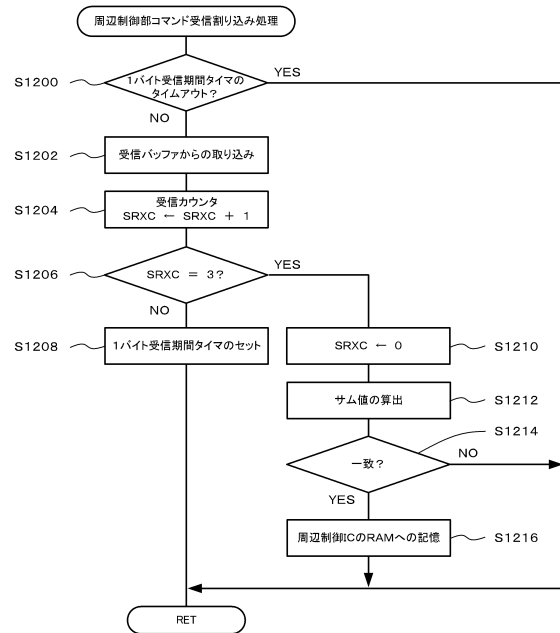 周辺制御部コマンド受信割り込み処理
S1200
1バイト受信期間タイマの
タイムアウト?
YES
NO
S1202
受信バッファからの取り込み
S1204
受信カウンタ
SRXC ← SRXC + 1
S1206
SRXC = 3?
YES
NO
S1208
1バイト受信期間タイマのセット
SRXC ← 0
S1210
サム値の算出
S1212
S1214
一致?
NO
YES
周辺制御ICのRAMへの記憶
S1216
RET